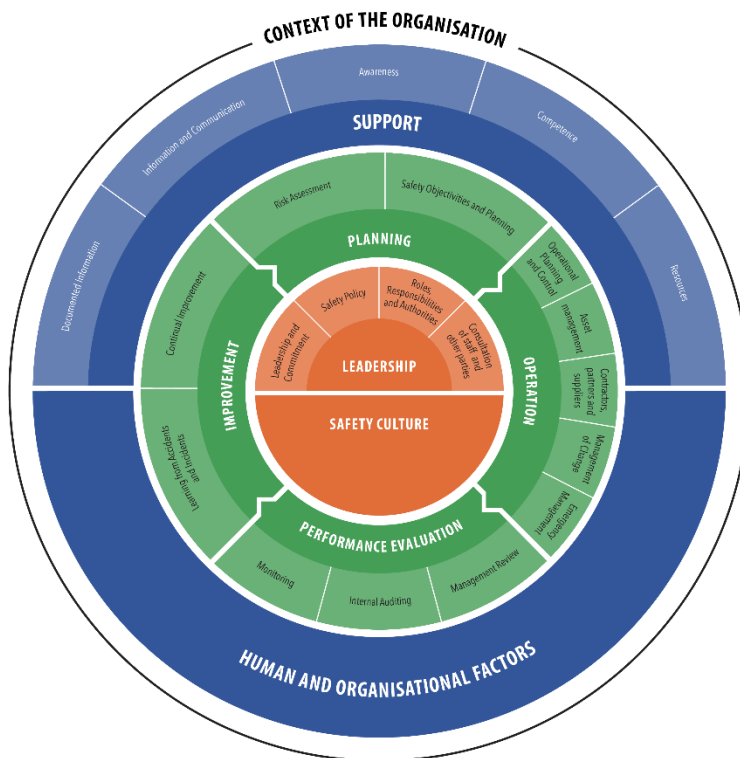 CONTEXT OF THE ORGANISATION
Documented Information
Information and Communication
Awareness
Competence
Resources
SUPPORT
Risk Assessment
Safety Objectivities and Planning
PLANNING
Continual Improvement
Learning from Accidents
and Incidents
IMPROVEMENT
Leadership and
Commitment
Safety Policy
Roles,
Responsibilities
and Authorities
Consultation
of staff and
other parties
LEADERSHIP
SAFETY CULTURE
OPERATION
Operational
Planning
and Control
Asset
management
Contractors,
partners and
suppliers
Management
of Change
Emergency
Management
PERFORMANCE EVALUATION
Monitoring
Internal Auditing
Management Review
HUMAN AND ORGANISATIONAL FACTORS